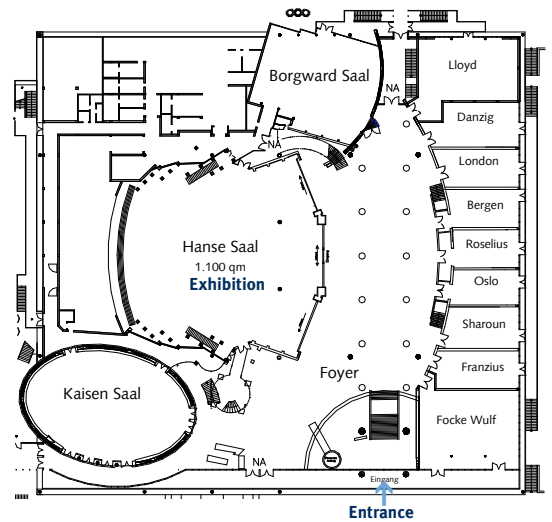 Borgward Saal
Lloyd
NA
Danzig
NA
London
Bergen
Hanse Saal
1.100 qm
Exhibition
Roselius
Oslo
Sharoun
Foyer
Franzius
Kaisen Saal
Focke Wulf
NA
Eingang
Entrance